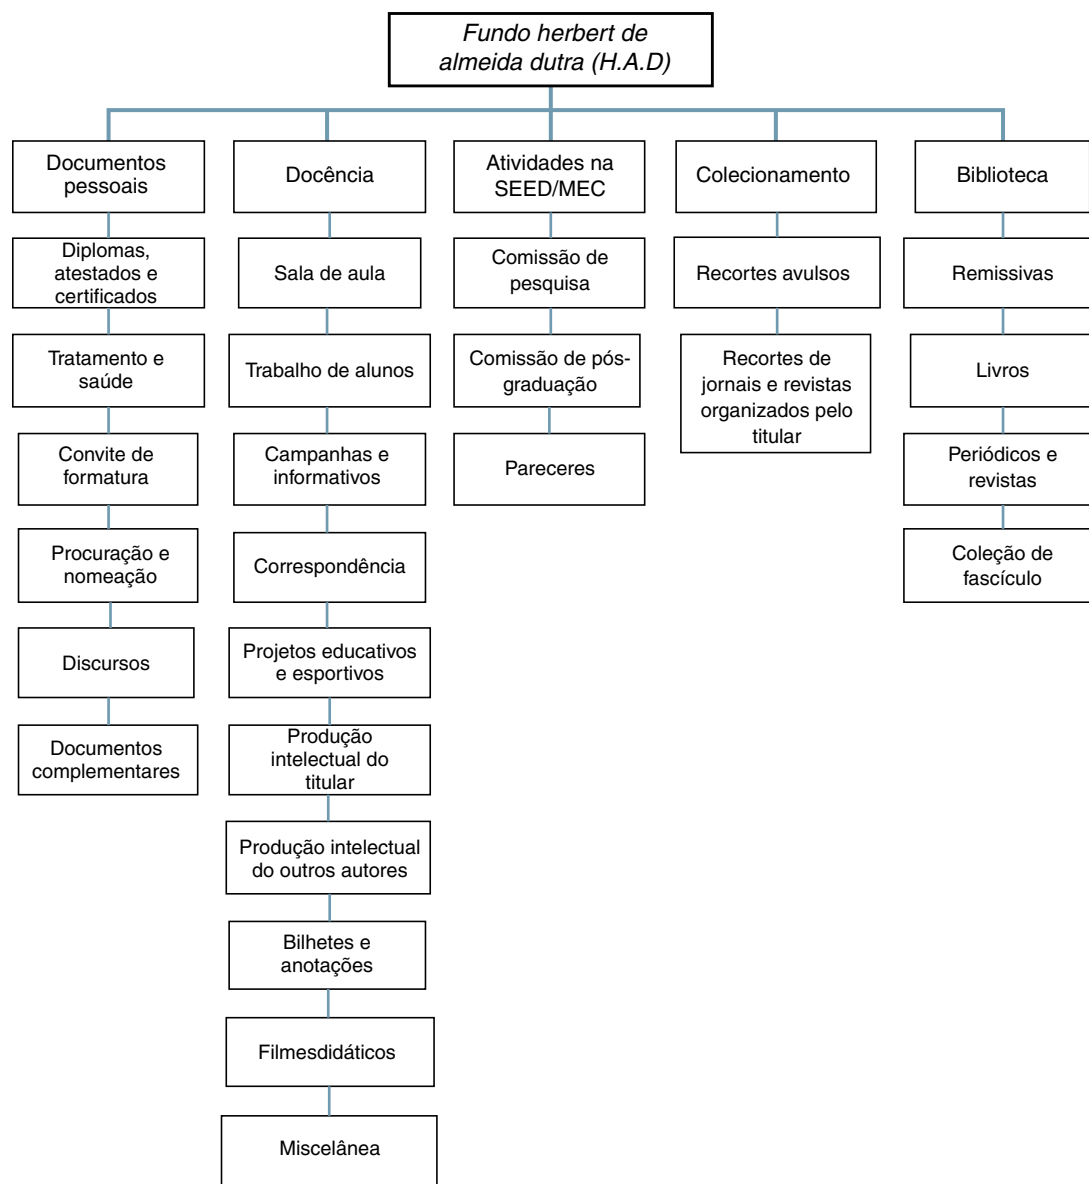 Fundo herbert de
almeida dutra (H.A.D)
Documentos
pessoais
Diplomas,
atestados e
certificados
Tratamento e
saúde
Convite de
formatura
Procuração e
nomeação
Discursos
Documentos
complementares
Docência
Sala de aula
Trabalho de alunos
Campanhas e
informativos
Correspondência
Projetos educativos
e esportivos
Produção
intelectual do
titular
Produção intelectual
do outros autores
Bilhetes e
anotações
Filmesdidáticos
Miscelânea
Atividades na
SEED/MEC
Comissão de
pesquisa
Comissão de pós-
graduação
Pareceres
Colecionamento
Recortes avulsos
Recortes de
jornais e revistas
organizados pelo
titular
Biblioteca
Remissivas
Livros
Periódicos e
revistas
Coleção de
fascículo